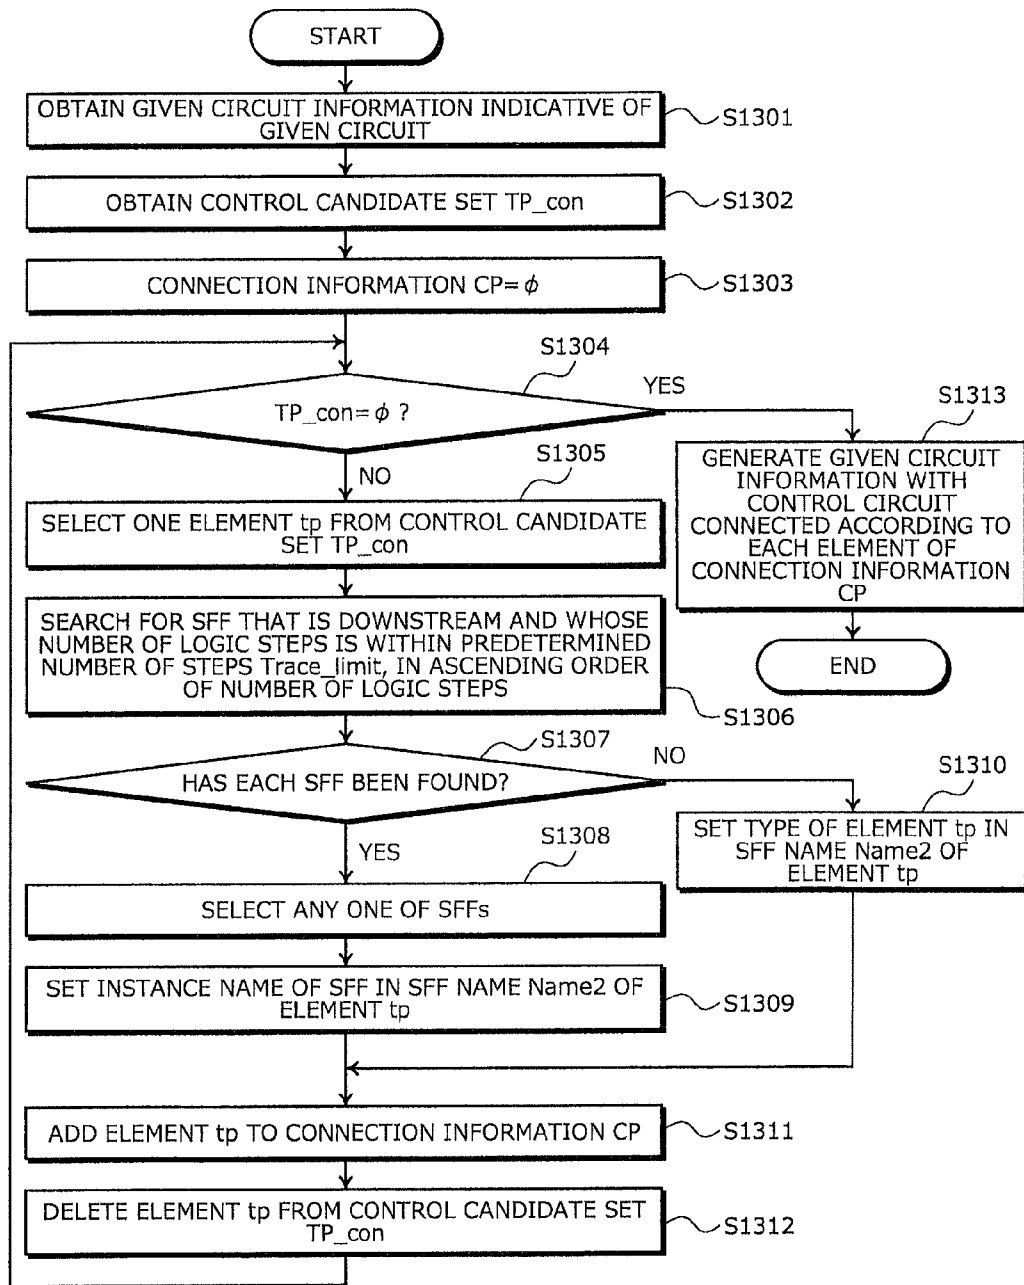 START
OBTAIN GIVEN CIRCUIT INFORMATION INDICATIVE OF
GIVEN CIRCUIT
S1301
OBTAIN CONTROL CANDIDATE SET TP_con
S1302
CONNECTION INFORMATION CP=φ
S1303
S1304
TP_con=φ ?
YES
NO
S1313
GENERATE GIVEN CIRCUIT
INFORMATION WITH
CONTROL CIRCUIT
CONNECTED ACCORDING TO
EACH ELEMENT OF
CONNECTION INFORMATION
CP
END
S1305
SELECT ONE ELEMENT tp FROM CONTROL CANDIDATE
SET TP_con
SEARCH FOR SFF THAT IS DOWNSTREAM AND WHOSE
NUMBER OF LOGIC STEPS IS WITHIN PREDETERMINED
NUMBER OF STEPS Trace_limit, IN ASCENDING ORDER
OF NUMBER OF LOGIC STEPS
S1306
S1307
HAS EACH SFF BEEN FOUND?
NO
YES
S1310
SET TYPE OF ELEMENT tp IN
SFF NAME Name2 OF
ELEMENT tp
S1308
SELECT ANY ONE OF SFFs
SET INSTANCE NAME OF SFF IN SFF NAME Name2 OF
ELEMENT tp
S1309
ADD ELEMENT tp TO CONNECTION INFORMATION CP
S1311
DELETE ELEMENT tp FROM CONTROL CANDIDATE SET
TP_con
S1312